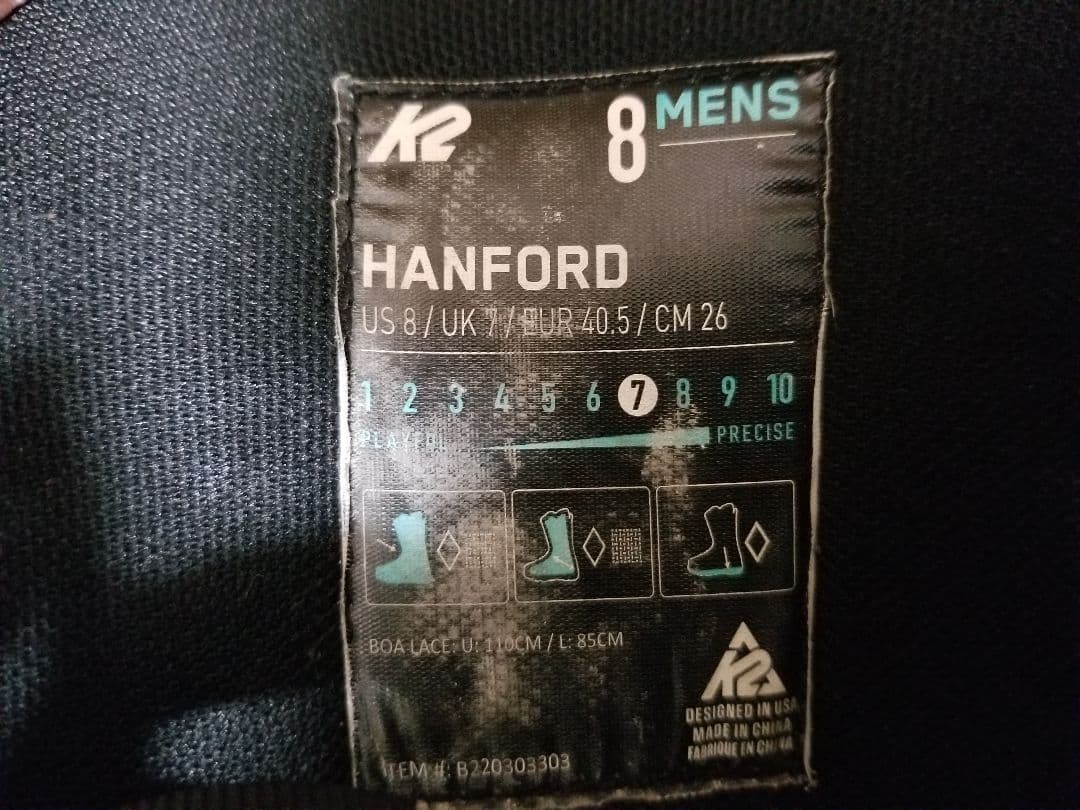 K2 8 MENS
HANFORD
US 8 / UK 7 / EUR 40.5 / CM 26
1 2 3 4 5 6 7 8 9 10
PLAYFUL PRECISE
BOA LACE: U: 110CM / L: 85CM
K2
DESIGNED IN USA
MADE IN CHINA
FABRIQUE EN CHINA
ITEM #: B220303303